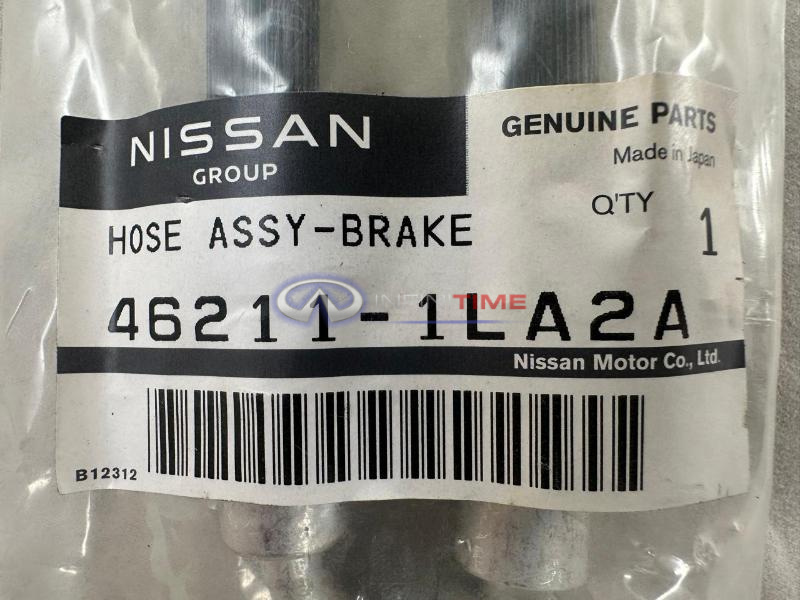 NISSAN
GROUP
GENUINE PARTS
Made in Japan
HOSE ASSY-BRAKE
Q'TY 1
46211-1LA2A
INFINITIME
Nissan Motor Co., Ltd.
B12312